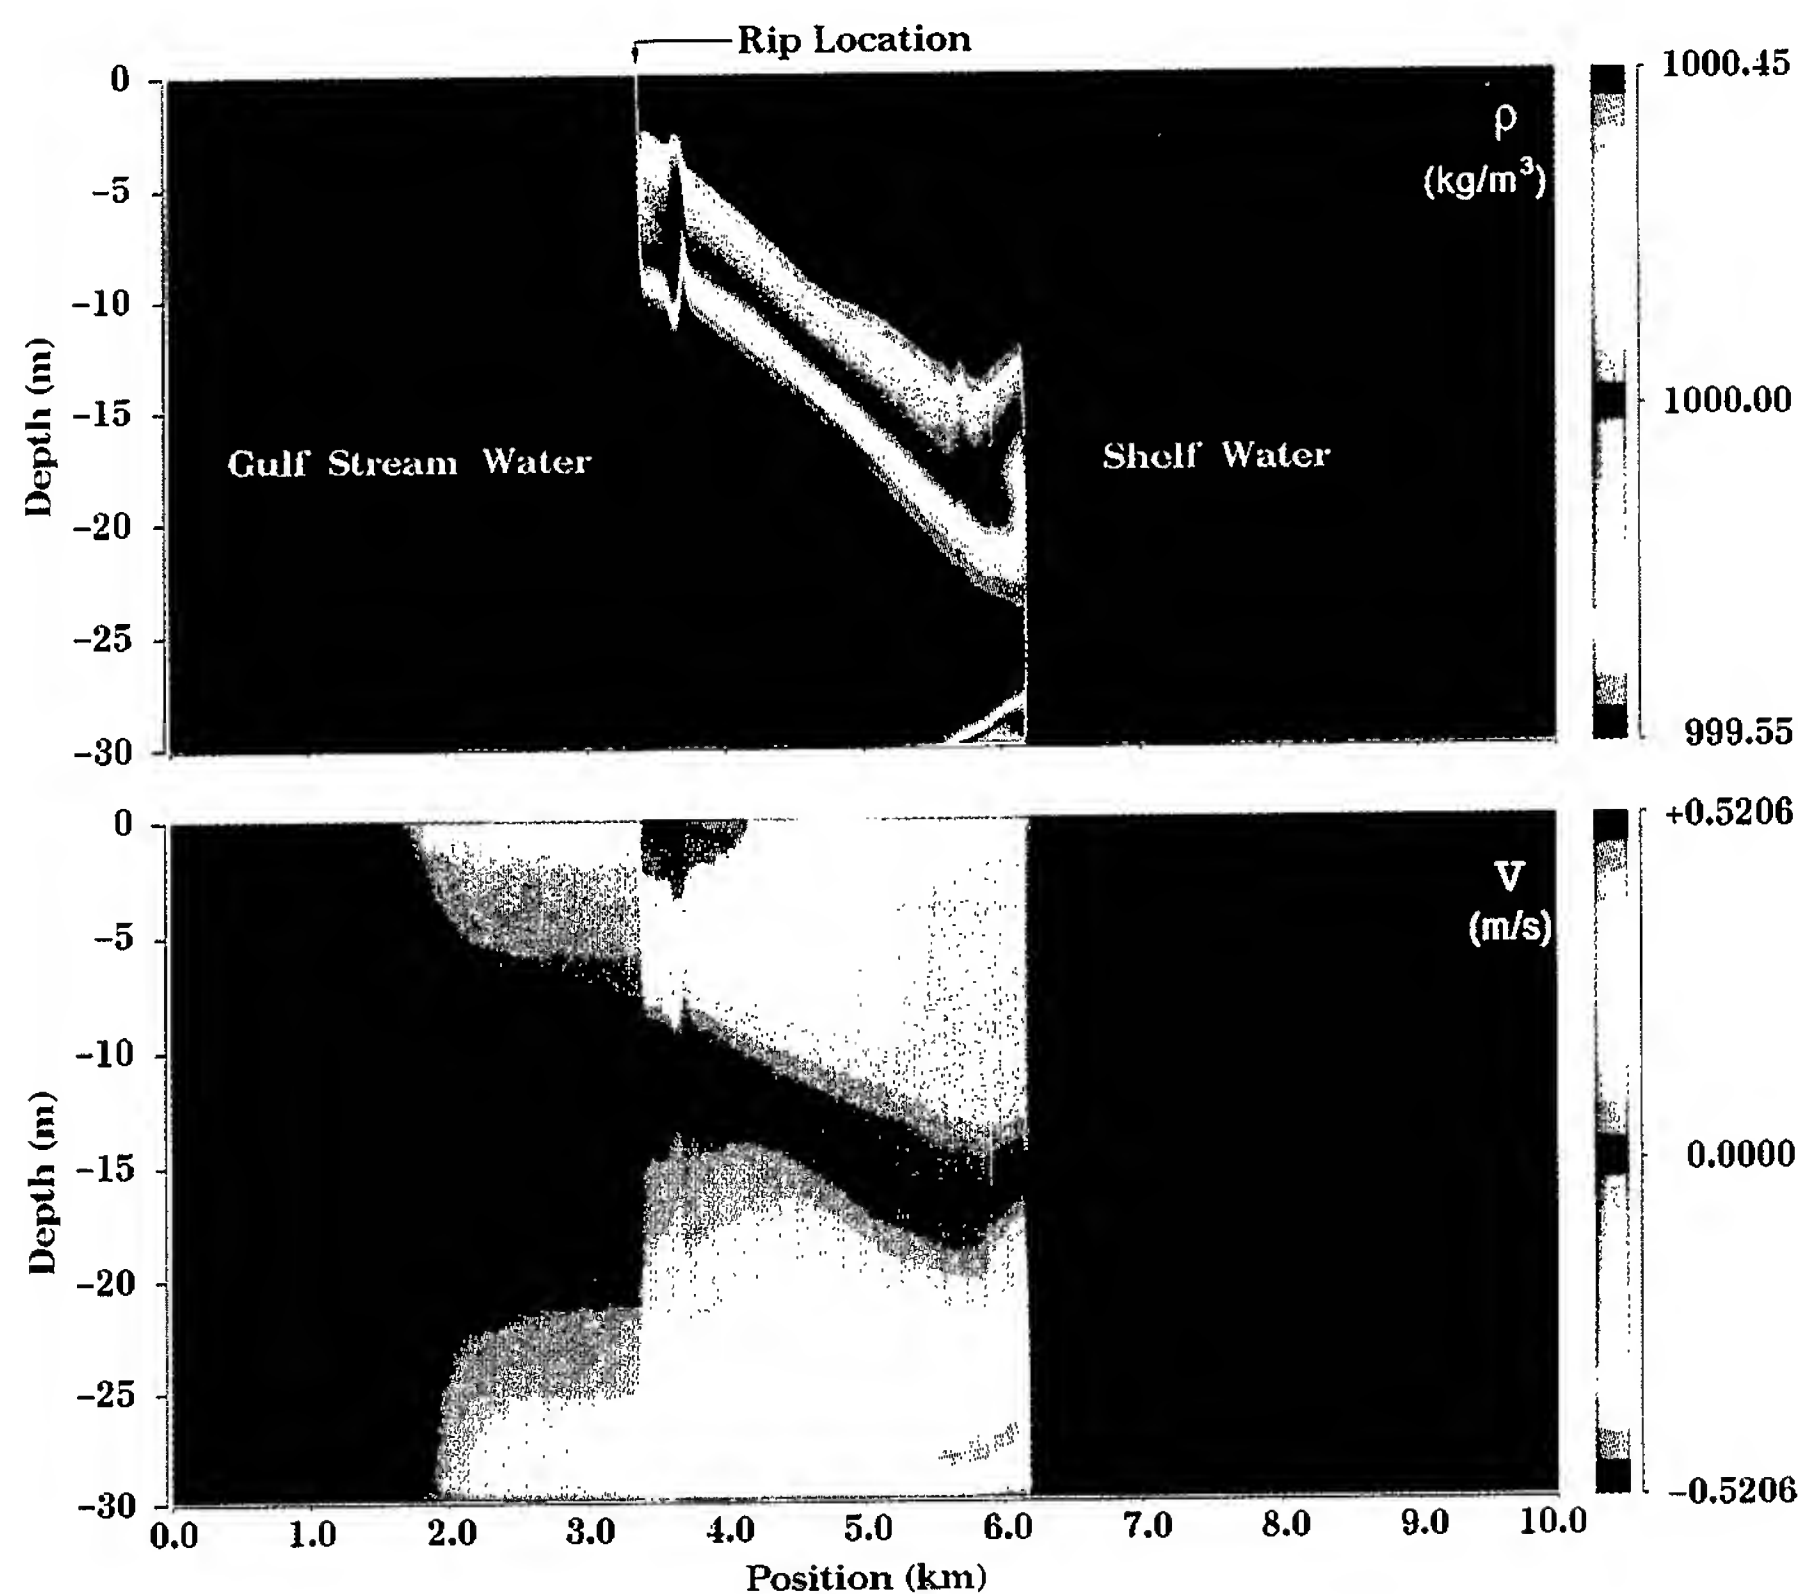 Rip Location
0
−5
−10
−15
−20
−25
−30
Depth (m)
Gulf Stream Water
Shelf Water
ρ
(kg/m³)
1000.45
1000.00
999.55
0
−5
−10
−15
−20
−25
−30
Depth (m)
V
(m/s)
+0.5206
0.0000
−0.5206
0.0 1.0 2.0 3.0 4.0 5.0 6.0 7.0 8.0 9.0 10.0
Position (km)